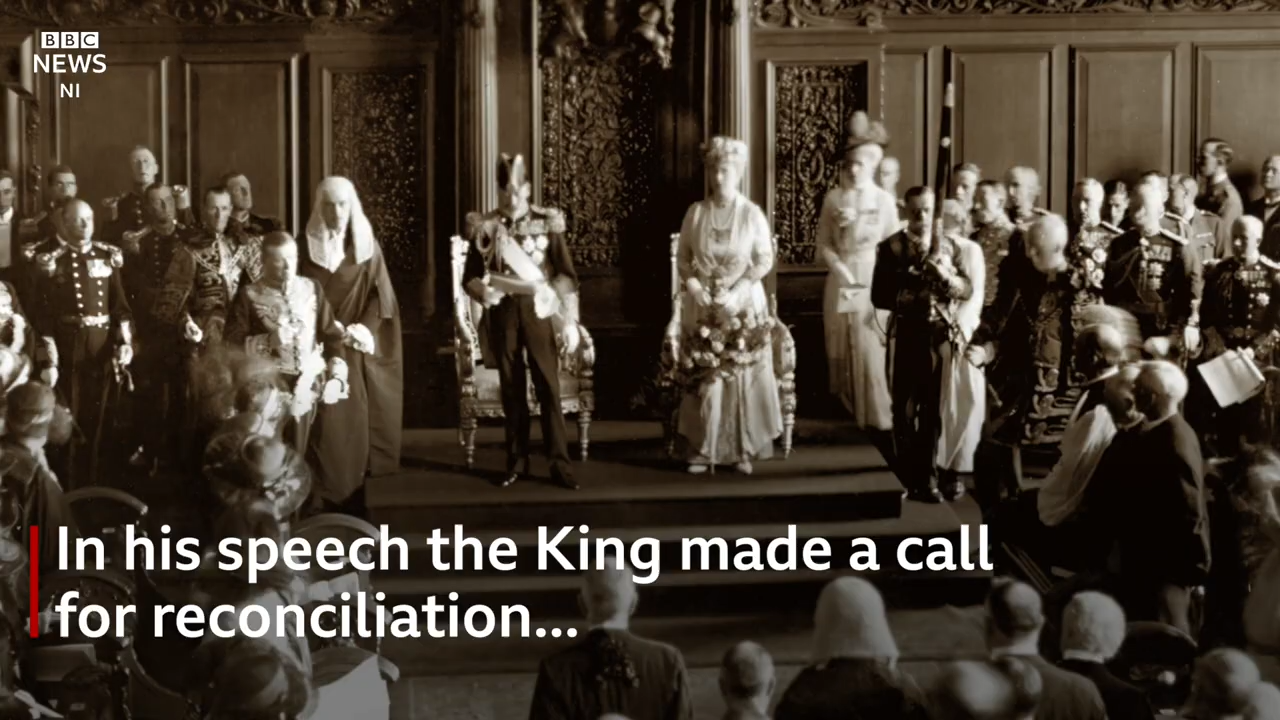 BBC
NEWS
NI
In his speech the King made a call
for reconciliation...